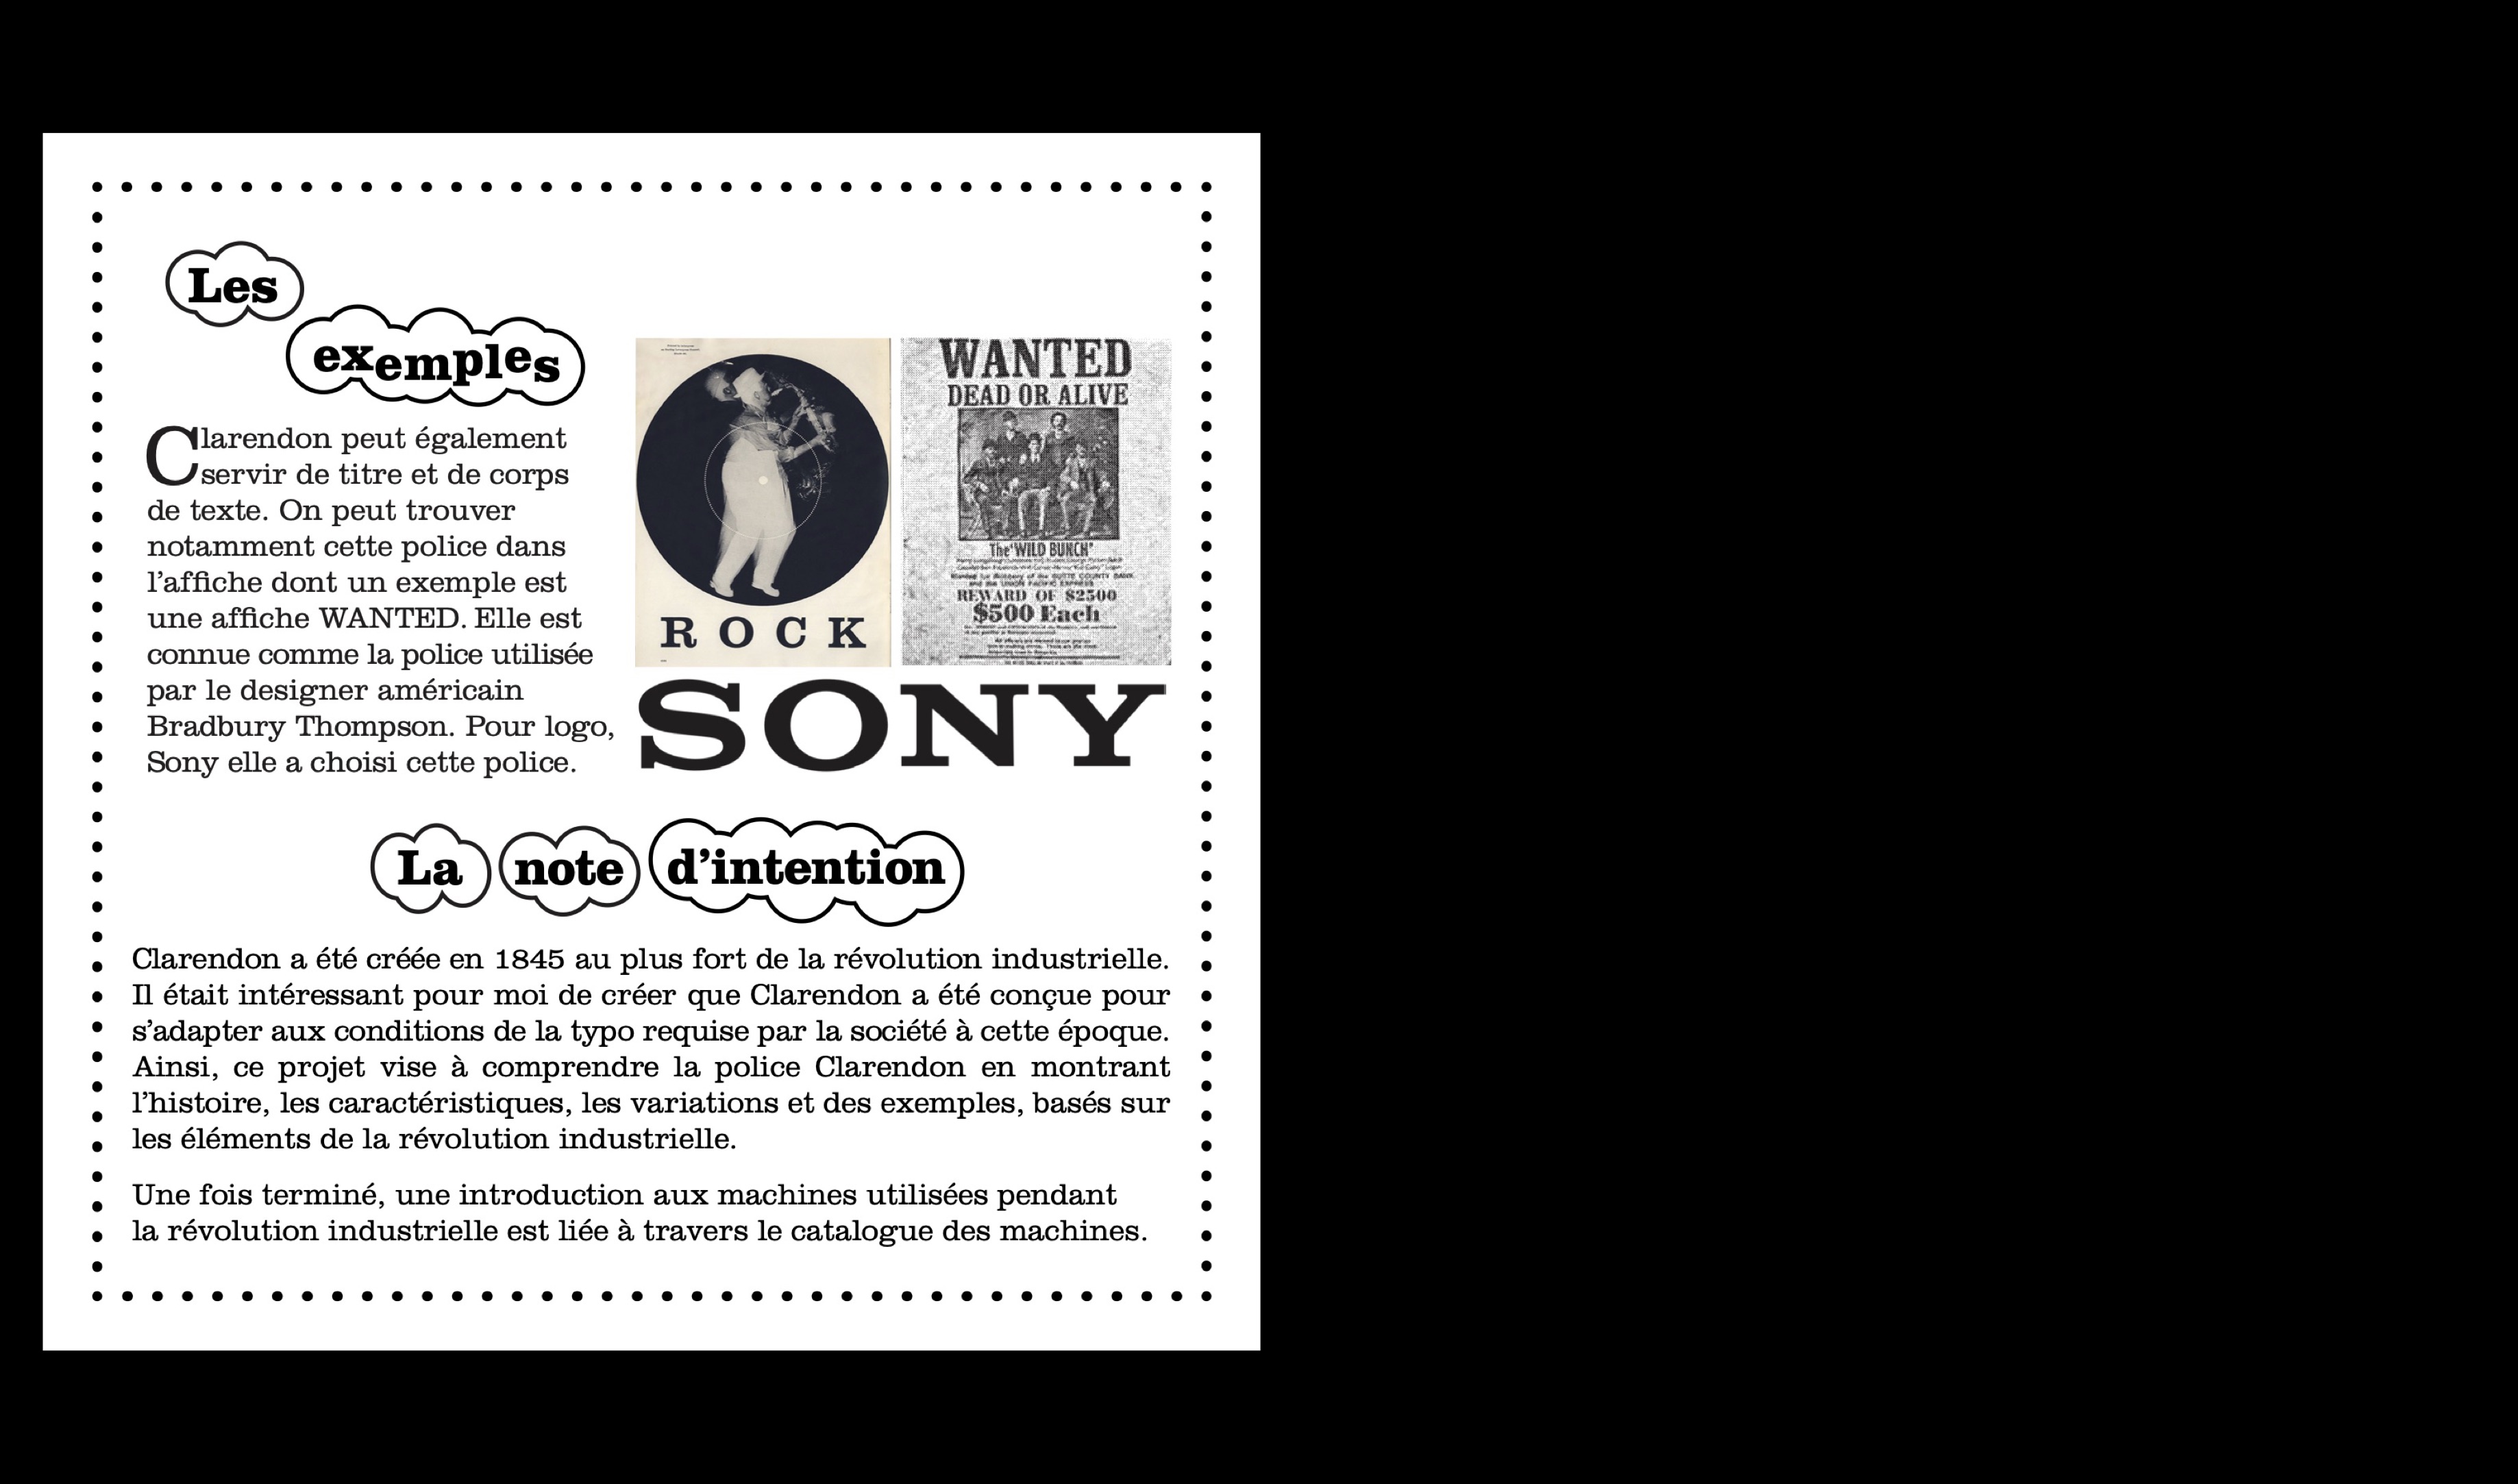 Les
exemples
Clarendon peut également
servir de titre et de corps
de texte. On peut trouver
notamment cette police dans
l’affiche dont un exemple est
une affiche WANTED. Elle est
connue comme la police utilisée
par le designer américain
Bradbury Thompson. Pour logo,
Sony elle a choisi cette police.
ROCK
WANTED
DEAD OR ALIVE
The "WILD BUNCH"
REWARD OF $2500
$500 Each
SONY
La note d’intention
Clarendon a été créée en 1845 au plus fort de la révolution industrielle.
Il était intéressant pour moi de créer que Clarendon a été conçue pour
s’adapter aux conditions de la typo requise par la société à cette époque.
Ainsi, ce projet vise à comprendre la police Clarendon en montrant
l’histoire, les caractéristiques, les variations et des exemples, basés sur
les éléments de la révolution industrielle.
Une fois terminé, une introduction aux machines utilisées pendant
la révolution industrielle est liée à travers le catalogue des machines.